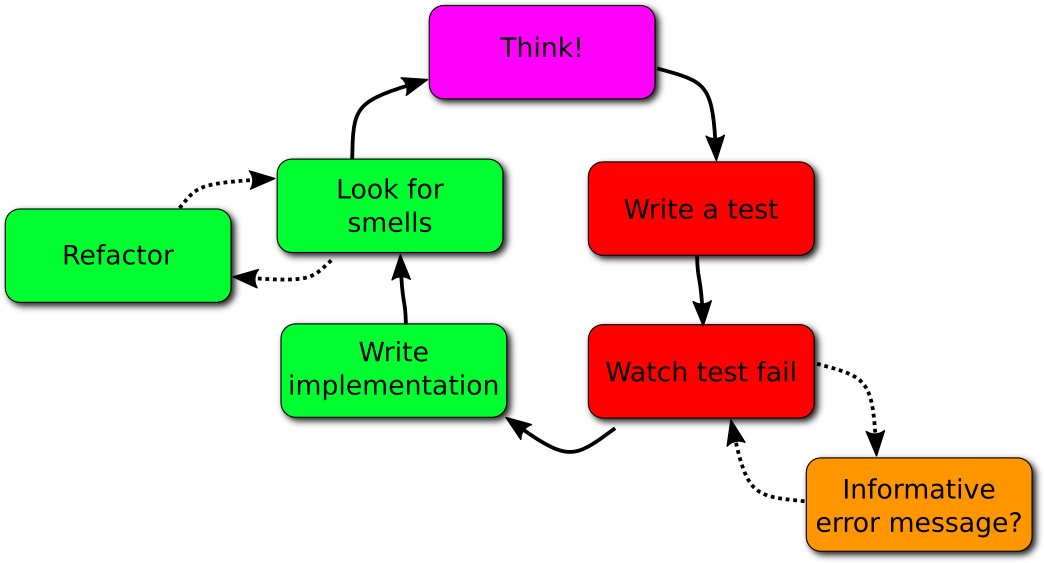 Think!
Look for
smells
Write a test
Refactor
Write
implementation
Watch test fail
Informative
error message?